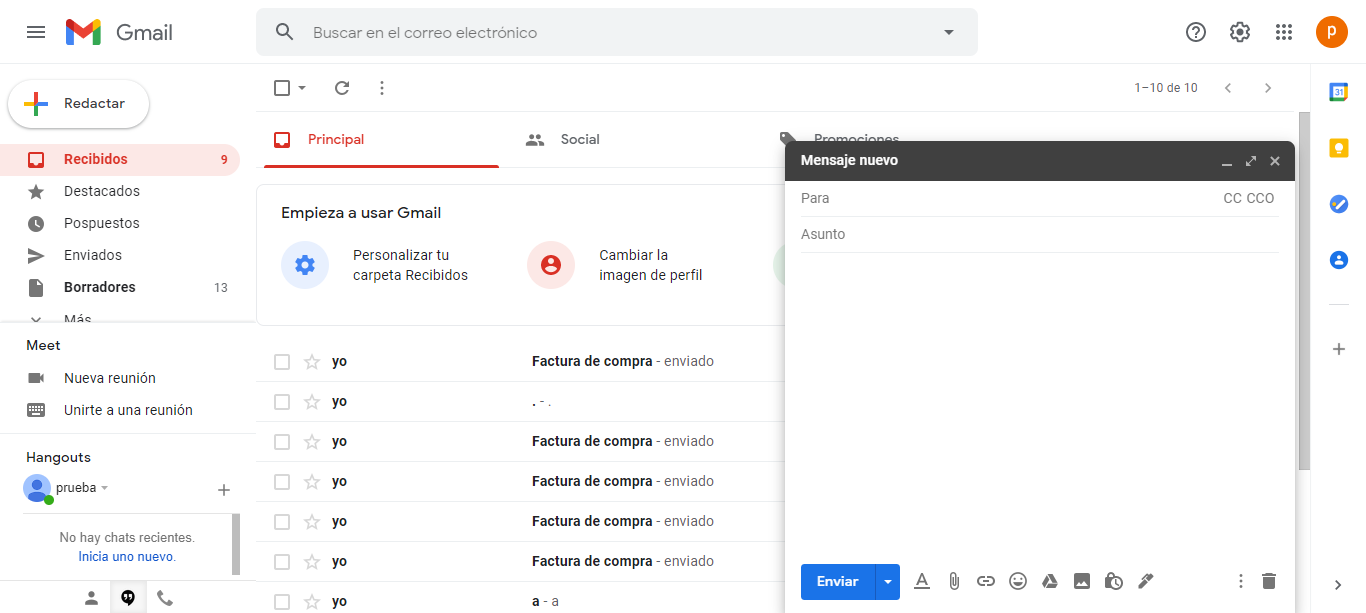 Gmail
Buscar en el correo electrónico
p
Redactar
1–10 de 10
31
Recibidos 9
Destacados
Pospuestos
Enviados
Borradores 13
Más
Meet
Nueva reunión
Unirte a una reunión
Hangouts
prueba
No hay chats recientes.
Inicia uno nuevo.
Principal
Social
Promociones
Empieza a usar Gmail
Personalizar tu
carpeta Recibidos
Cambiar la
imagen de perfil
yo Factura de compra - enviado
yo . - .
yo Factura de compra - enviado
yo Factura de compra - enviado
yo Factura de compra - enviado
yo Factura de compra - enviado
yo a - a
Mensaje nuevo
Para CC CCO
Asunto
Enviar